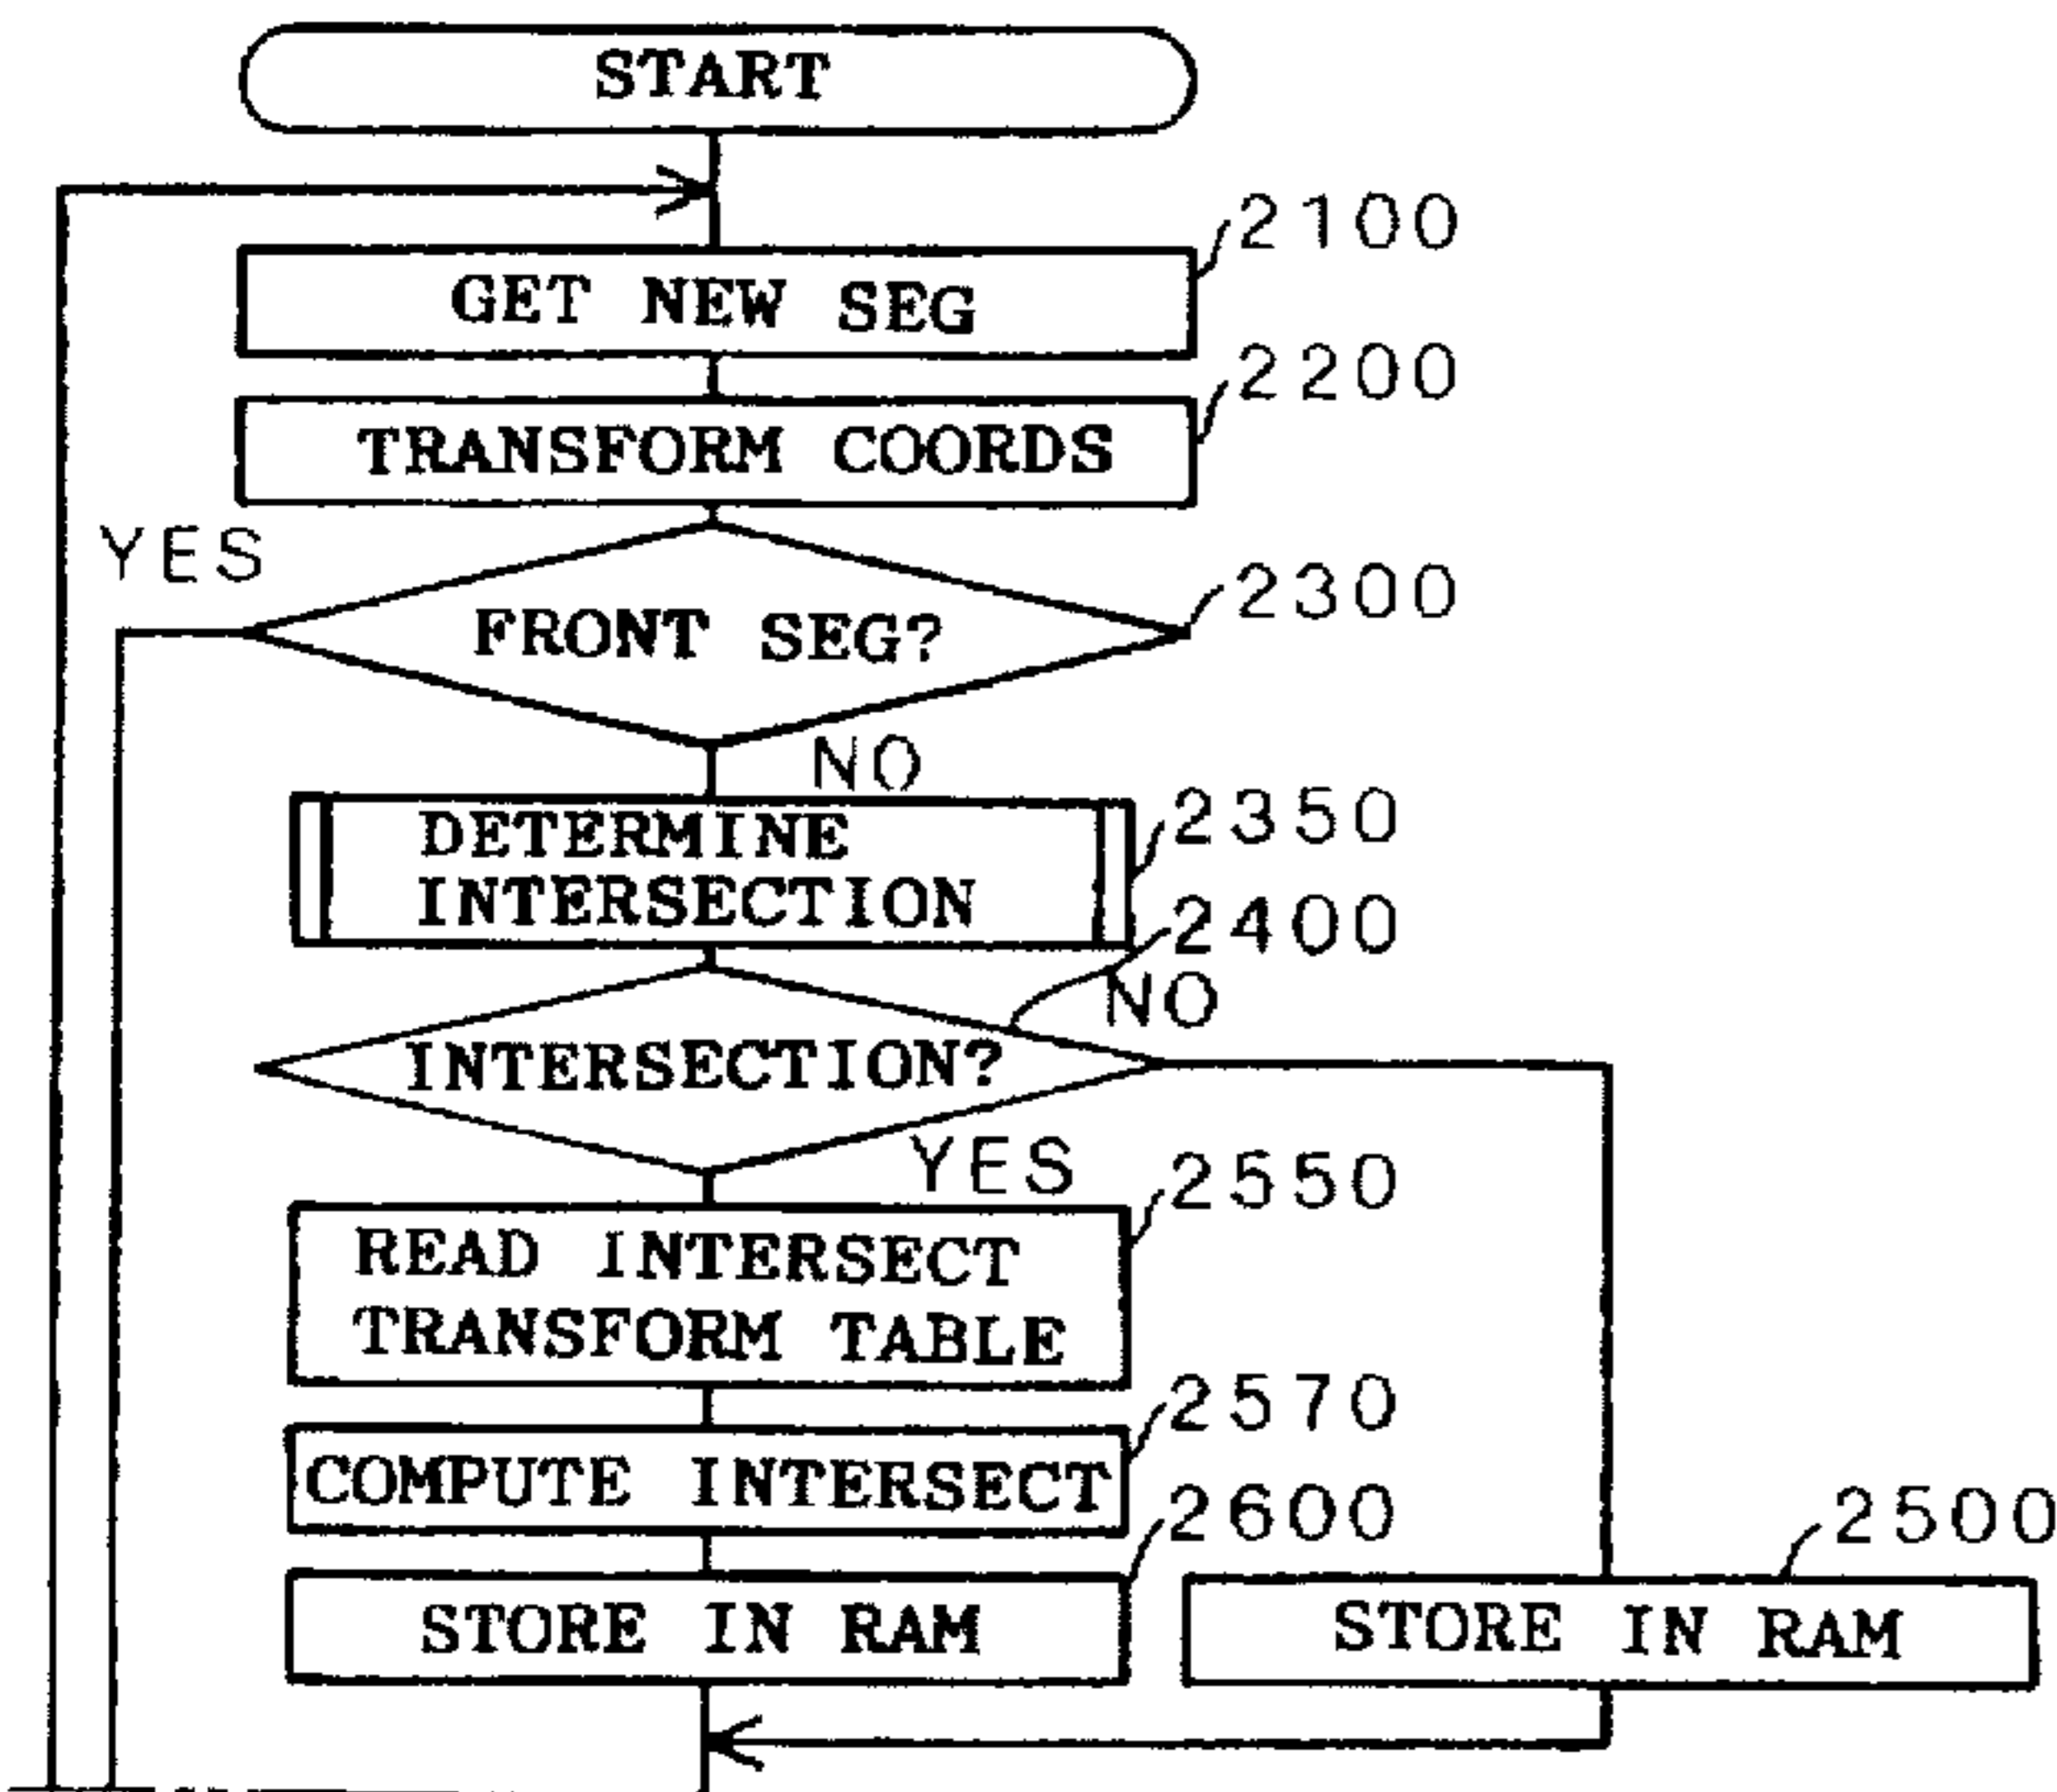 START
2100
GET NEW SEG
2200
TRANSFORM COORDS
YES
2300
FRONT SEG?
NO
2350
DETERMINE
INTERSECTION
2400
NO
INTERSECTION?
YES
2550
READ INTERSECT
TRANSFORM TABLE
2570
COMPUTE INTERSECT
2600
2500
STORE IN RAM
STORE IN RAM